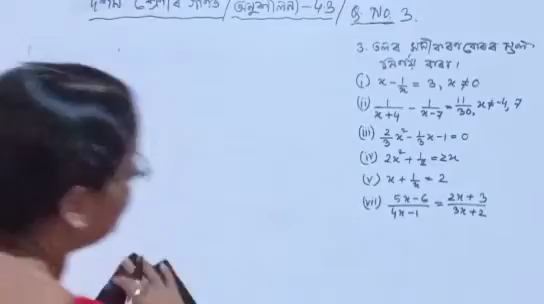 দশম শ্ৰেণীৰ গণিত / (অনুশীলনী)-4.3 / Q. NO. 3.
3. তলৰ সমীকৰণবোৰৰ মূল
নিৰ্ণয় কৰা।
(i) x - 1/x = 3, x ≠ 0
(ii) 1/(x+4) - 1/(x-7) = 11/30, x ≠ -4, 7
(iii) 2/3 x² - 1/3 x - 1 = 0
(iv) 2x² + 1/2 = 2x
(v) x + 1/x = 2
(vii) (5x-6)/(4x-1) = (2x+3)/(3x+2)